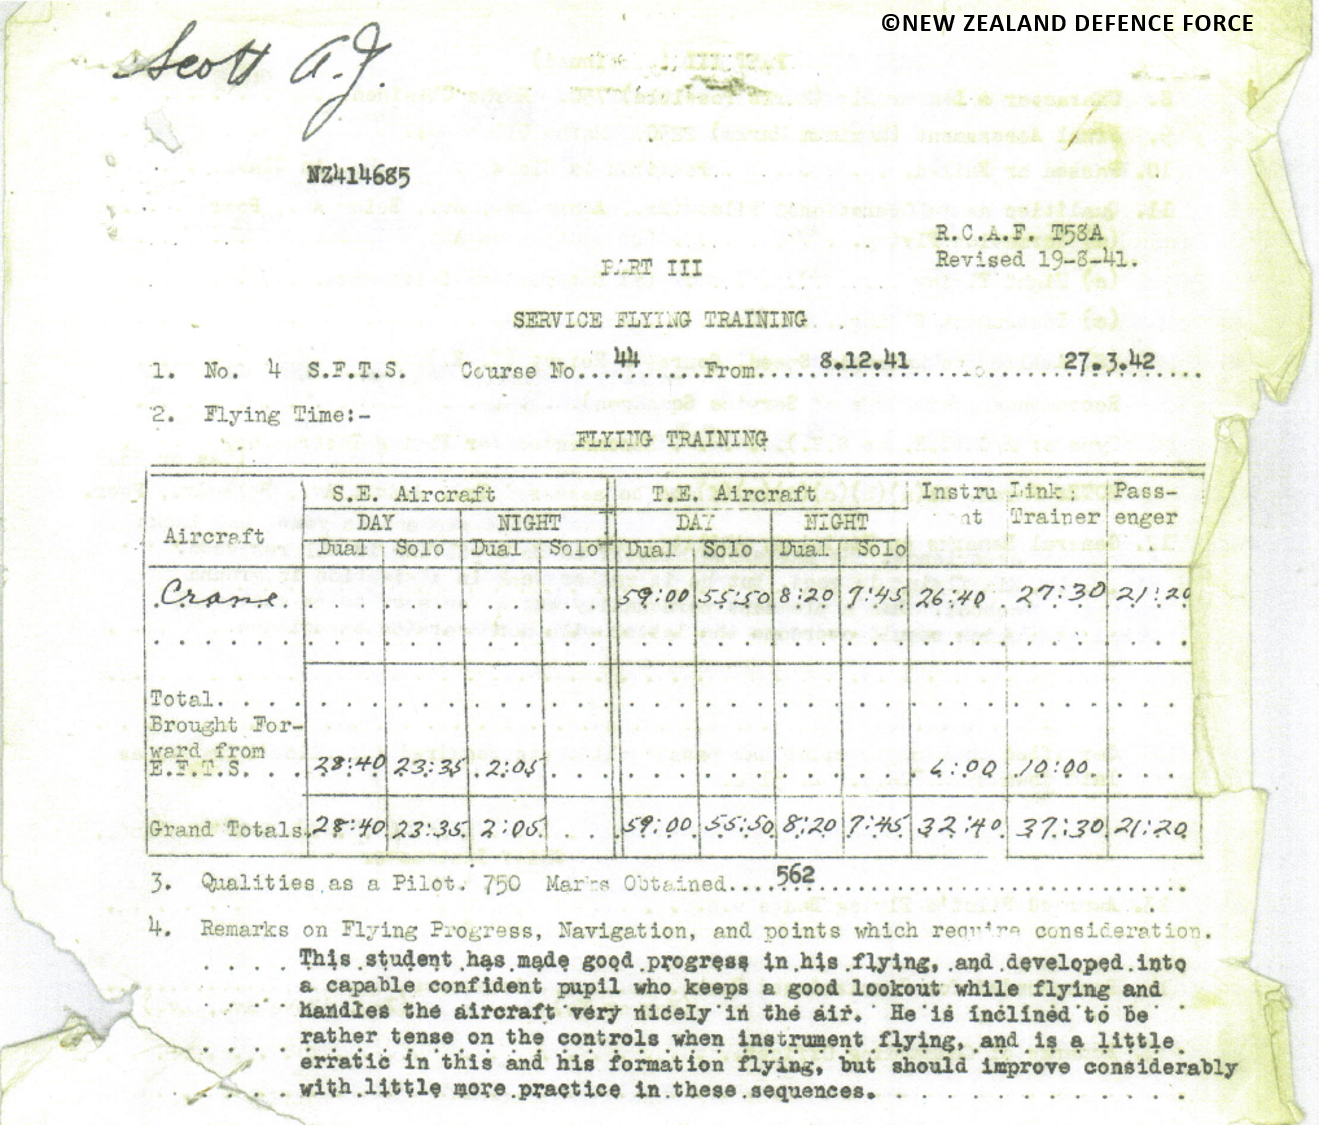 ©NEW ZEALAND DEFENCE FORCE
Scott A.J.
NZ414685
R.C.A.F. T58A
Revised 19-8-41.
PART III
SERVICE FLYING TRAINING
1. No. 4 S.F.T.S. Course No....44.....From.......8.12.41........27.3.42....
2. Flying Time:-
FLYING TRAINING
Aircraft S.E. Aircraft T.E. Aircraft Instru nt Link Trainer Pass- enger
DAY NIGHT DAY NIGHT
Dual Solo Dual Solo Dual Solo Dual Solo
Crane 59:00 55:50 8:20 7:45 26:40 27:30 21:20
Total. . . .
Brought For-
ward from
E.F.T.S. . . 28:40 23:35 2:05 6:00 10:00
Grand Totals. 28:40 23:35 2:05 59:00 55:50 8:20 7:45 32:40 37:30 21:20
3. Qualities as a Pilot. 750 Marks Obtained....562..............................
4. Remarks on Flying Progress, Navigation, and points which require consideration.
This student has made good progress in his flying, and developed into
a capable confident pupil who keeps a good lookout while flying and
handles the aircraft very nicely in the air. He is inclined to be
rather tense on the controls when instrument flying, and is a little
erratic in this and his formation flying, but should improve considerably
with little more practice in these sequences.